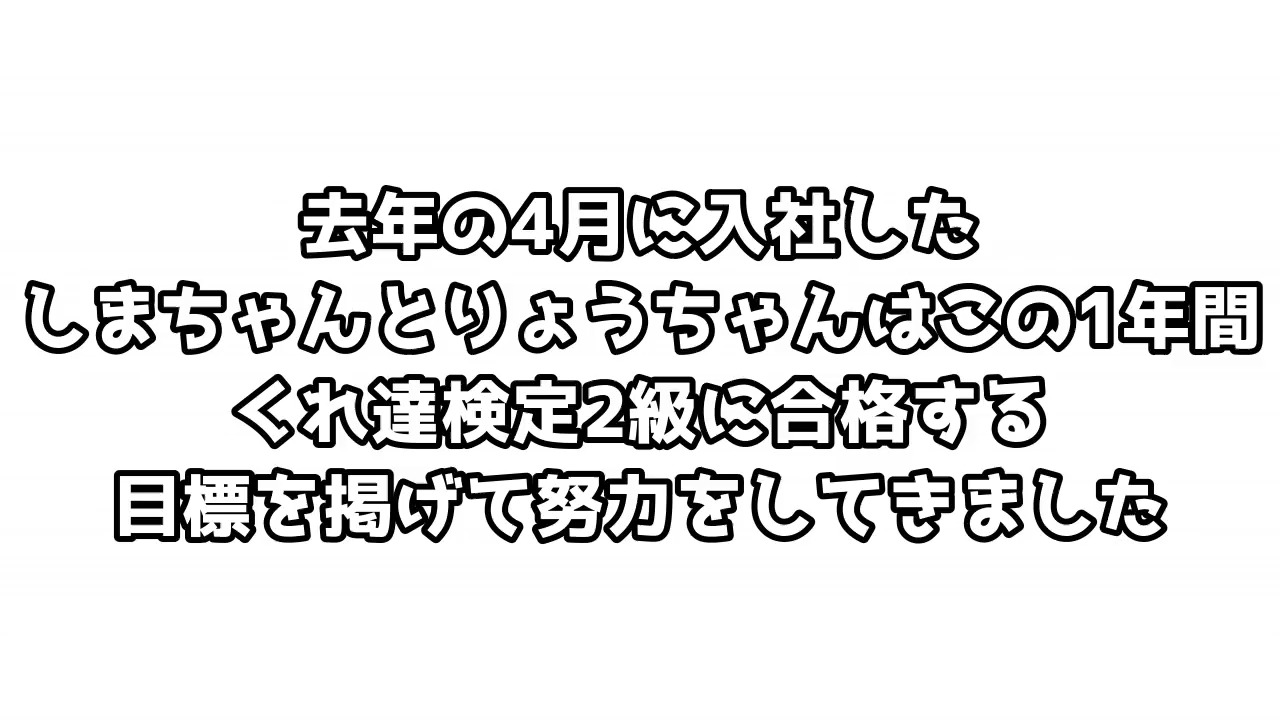 去年の4月に入社した
しまちゃんとりょうちゃんはこの1年間
くれ達検定2級に合格する
目標を掲げて努力をしてきました